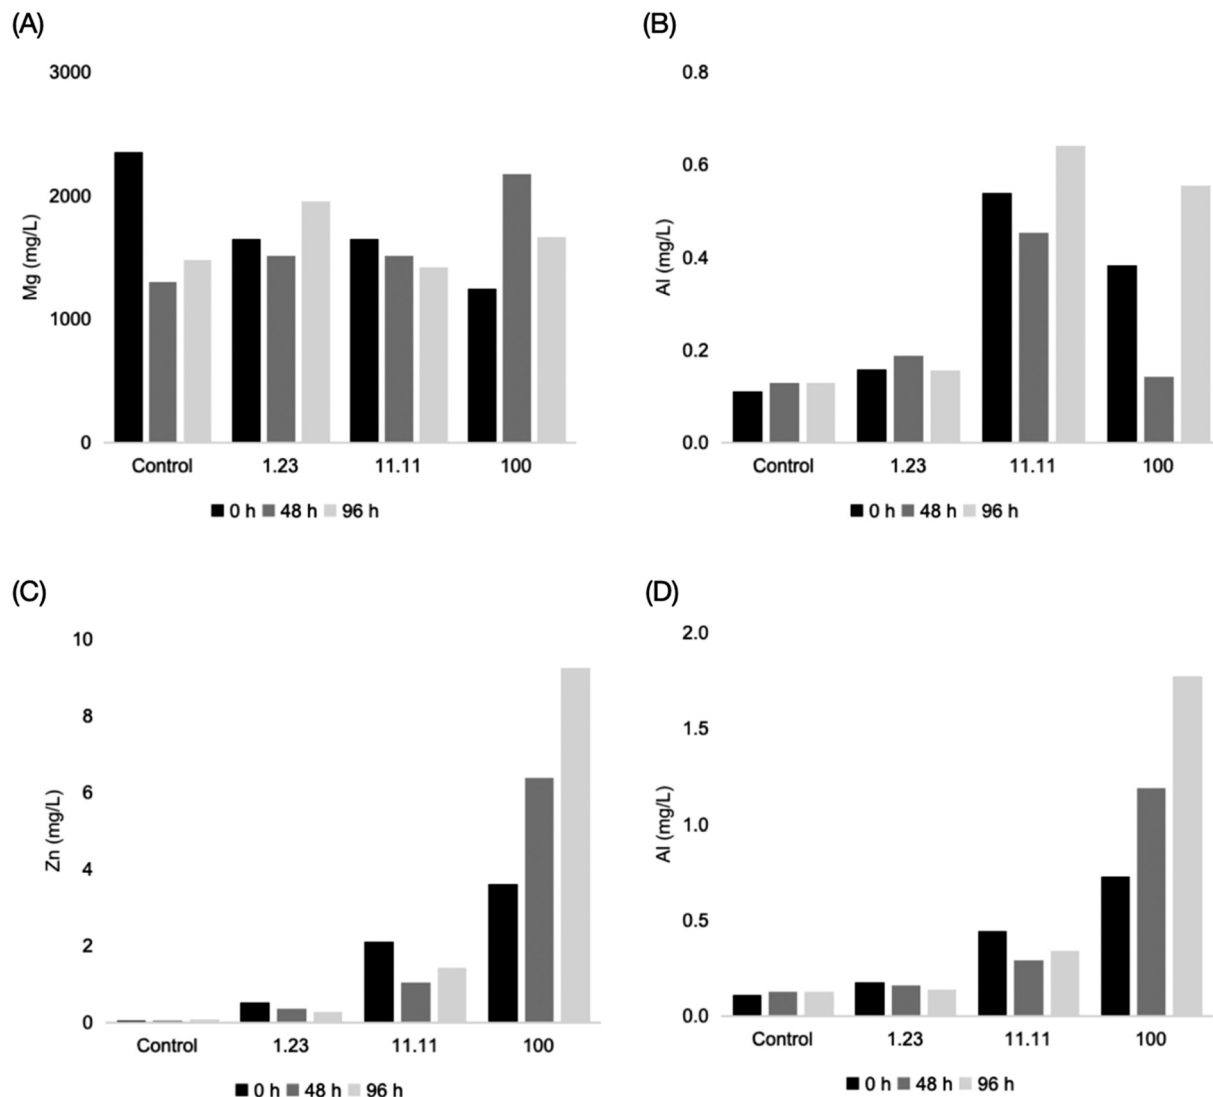 (A)
3000
2000
1000
0
Mg (mg/L)
Control 1.23 11.11 100
0 h 48 h 96 h
(B)
0.8
0.6
0.4
0.2
0.0
Al (mg/L)
Control 1.23 11.11 100
0 h 48 h 96 h
(C)
10
8
6
4
2
0
Zn (mg/L)
Control 1.23 11.11 100
0 h 48 h 96 h
(D)
2.0
1.5
1.0
0.5
0.0
Al (mg/L)
Control 1.23 11.11 100
0 h 48 h 96 h